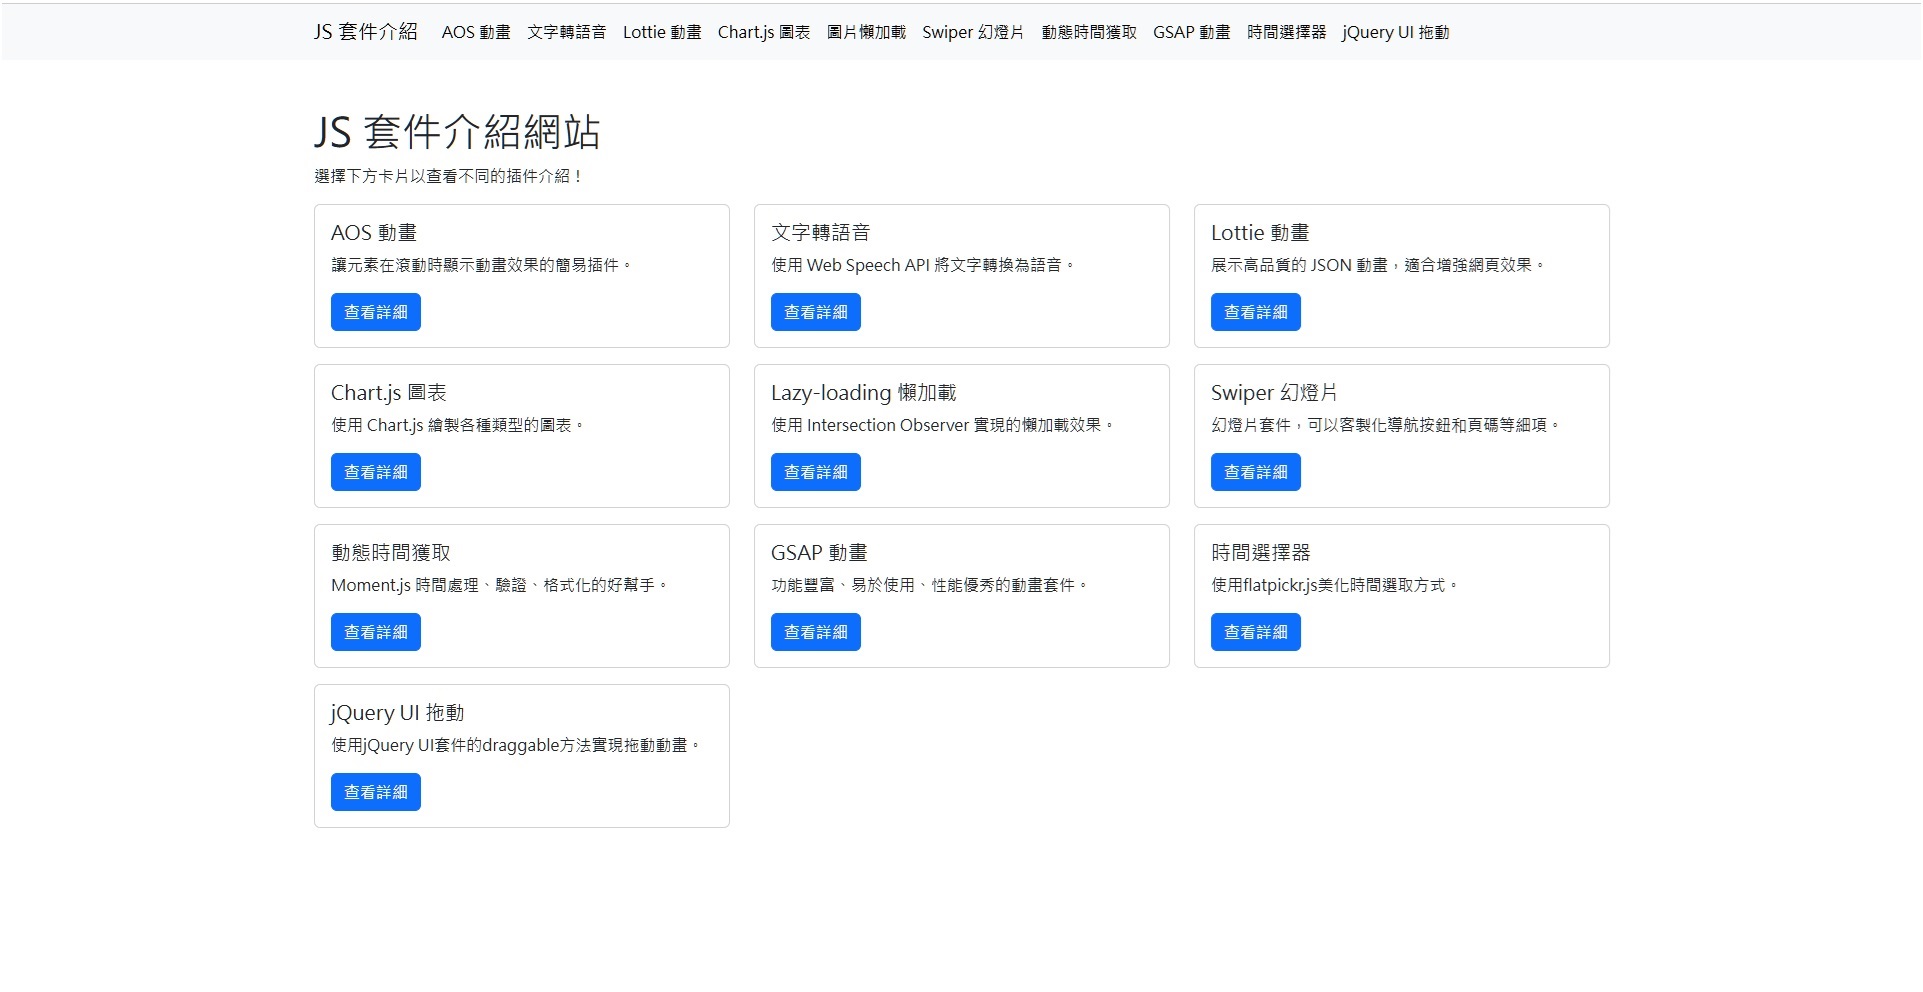 JS 套件介紹 AOS 動畫 文字轉語音 Lottie 動畫 Chart.js 圖表 圖片懶加載 Swiper 幻燈片 動態時間獲取 GSAP 動畫 時間選擇器 jQuery UI 拖動
JS 套件介紹網站
選擇下方卡片以查看不同的插件介紹！
AOS 動畫
讓元素在滾動時顯示動畫效果的簡易插件。
查看詳細
文字轉語音
使用 Web Speech API 將文字轉換為語音。
查看詳細
Lottie 動畫
展示高品質的 JSON 動畫，適合增強網頁效果。
查看詳細
Chart.js 圖表
使用 Chart.js 繪製各種類型的圖表。
查看詳細
Lazy-loading 懶加載
使用 Intersection Observer 實現的懶加載效果。
查看詳細
Swiper 幻燈片
幻燈片套件，可以客製化導航按鈕和頁碼等細項。
查看詳細
動態時間獲取
Moment.js 時間處理、驗證、格式化的好幫手。
查看詳細
GSAP 動畫
功能豐富、易於使用、性能優秀的動畫套件。
查看詳細
時間選擇器
使用flatpickr.js美化時間選取方式。
查看詳細
jQuery UI 拖動
使用jQuery UI套件的draggable方法實現拖動動畫。
查看詳細